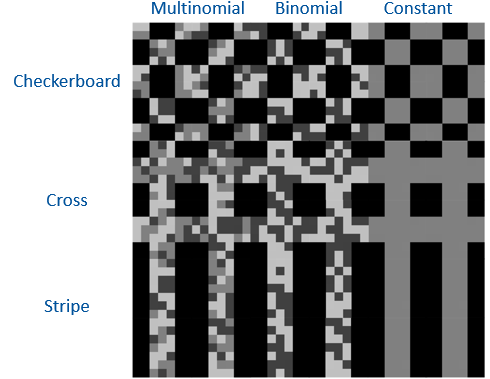 Multinomial Binomial Constant
Checkerboard
Cross
Stripe